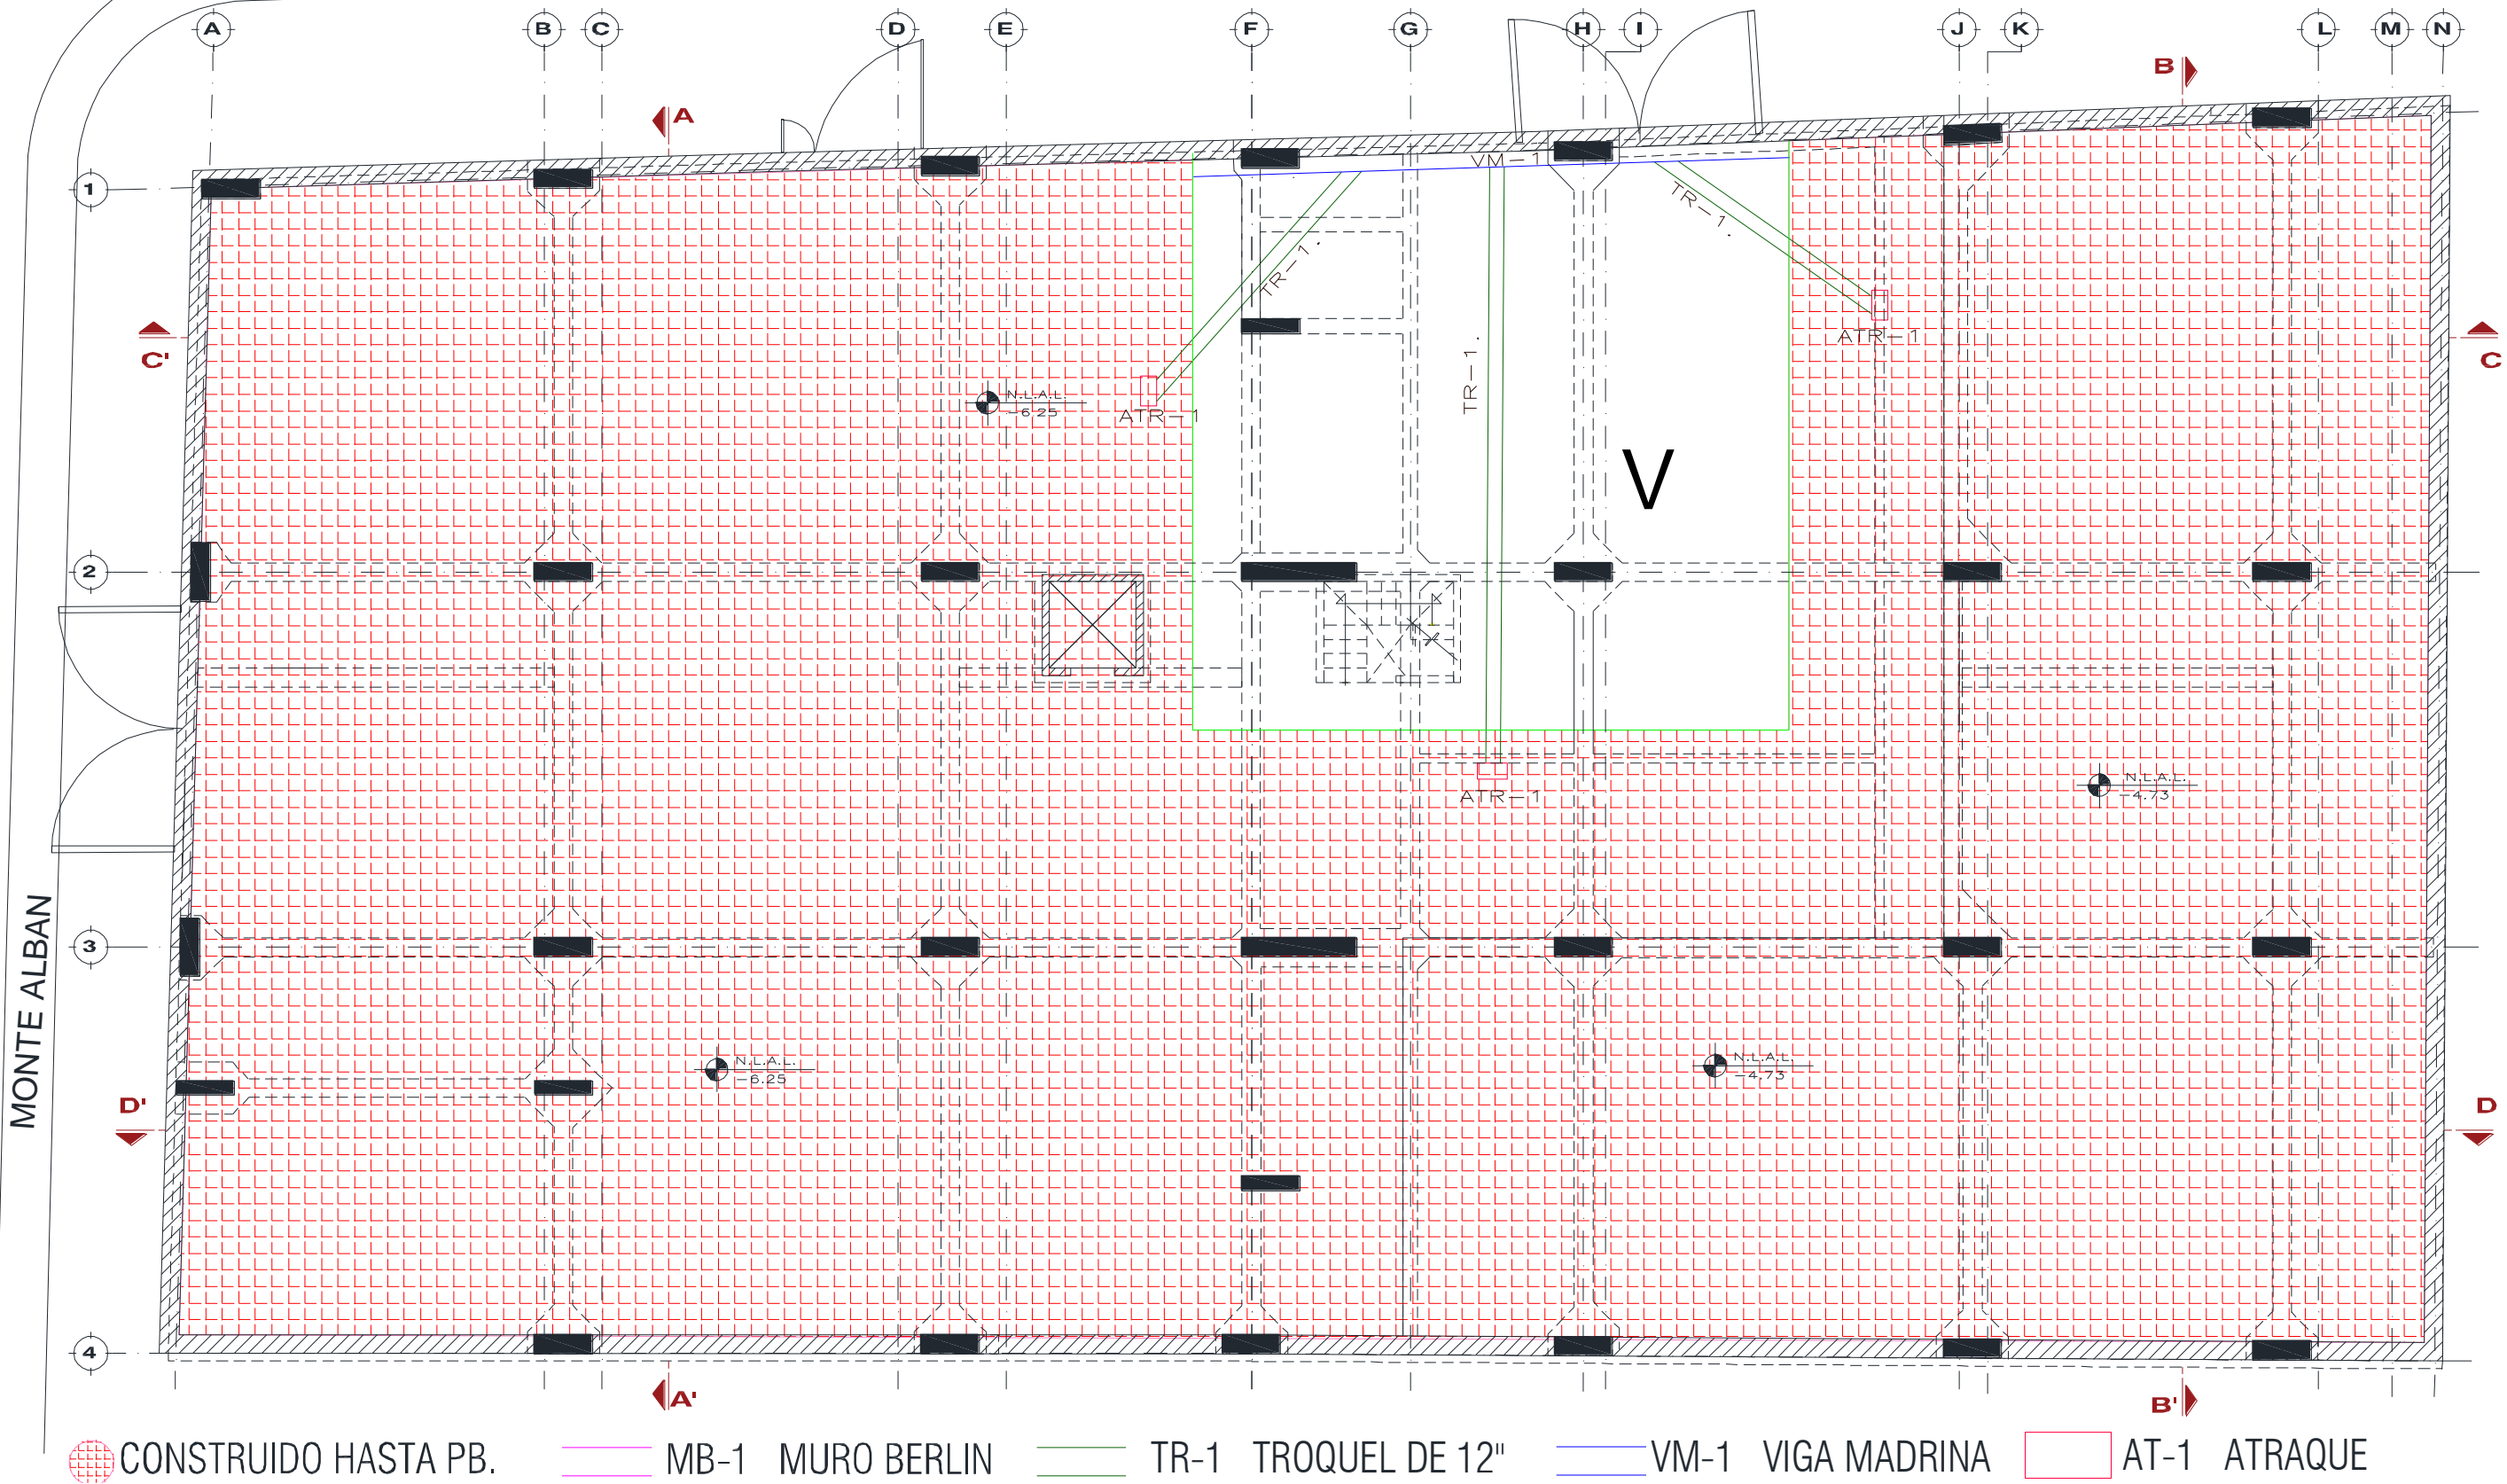 A B C D E F G H I J K L M N
B
A
1
VM-1
TR-1.
TR-1.
C'
ATR-1
C
TR-1.
N.L.A.L.
-6.25
ATR-1
V
2
N.L.A.L.
-4.73
ATR-1
MONTE ALBAN
3
N.L.A.L.
-6.25
N.L.A.L.
-4.73
D'
D
4
A'
B'
CONSTRUIDO HASTA PB. MB-1 MURO BERLIN TR-1 TROQUEL DE 12" VM-1 VIGA MADRINA AT-1 ATRAQUE